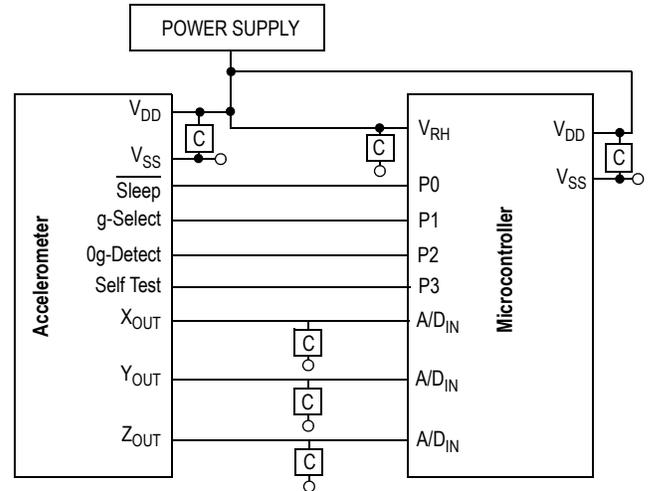 POWER SUPPLY
Accelerometer
V_DD
C
V_SS
Sleep
g-Select
0g-Detect
Self Test
X_OUT
Y_OUT
Z_OUT
C
C
C
C
V_RH
P0
P1
P2
P3
A/D_IN
A/D_IN
A/D_IN
Microcontroller
V_DD
V_SS
C